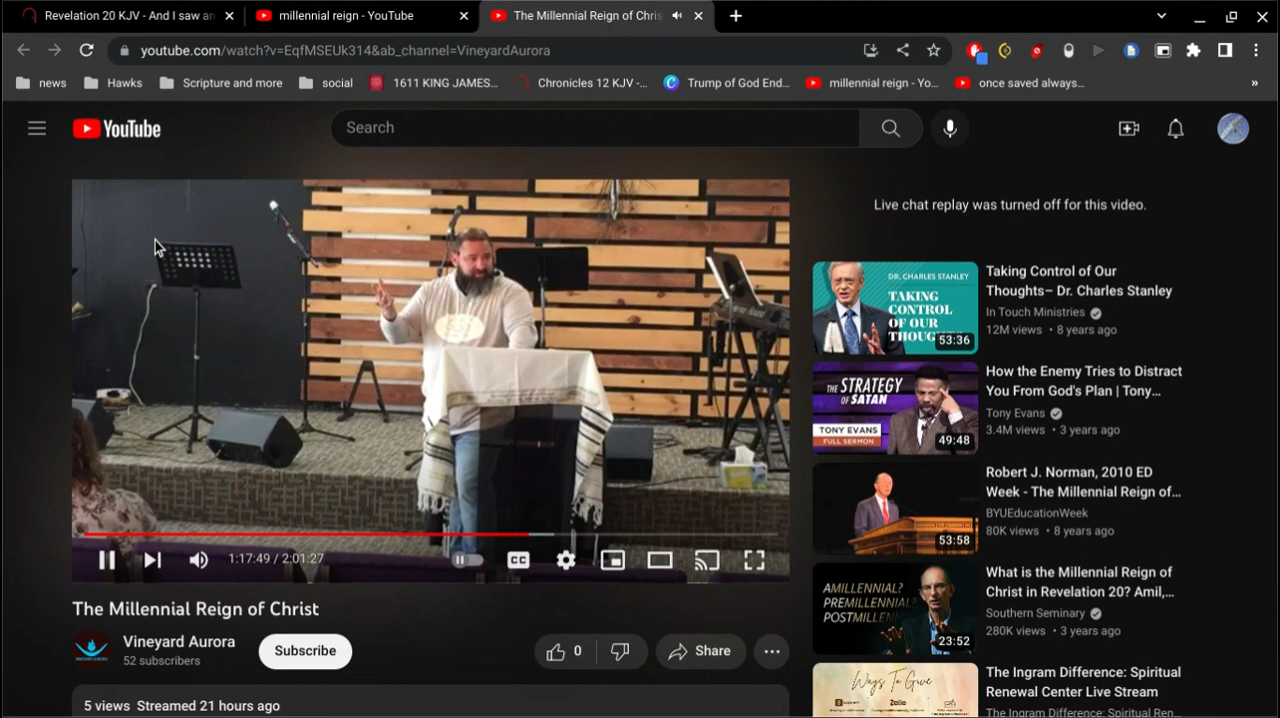 Revelation 20 KJV - And I saw an
millennial reign - YouTube
The Millennial Reign of Chris
youtube.com/watch?v=EqfMSEUk314&ab_channel=VineyardAurora
news
Hawks
Scripture and more
social
1611 KING JAMES...
Chronicles 12 KJV -...
Trump of God End...
millennial reign - Yo...
once saved always...
»
YouTube
Search
Live chat replay was turned off for this video.
DR. CHARLES STANLEY
TAKING
CONTROL
OF OUR
THOUGH
53:36
Taking Control of Our
Thoughts– Dr. Charles Stanley
In Touch Ministries
12M views • 8 years ago
THE STRATEGY
OF SATAN
TONY EVANS
FULL SERMON
49:48
How the Enemy Tries to Distract
You From God's Plan | Tony...
Tony Evans
3.4M views • 3 years ago
53:58
Robert J. Norman, 2010 ED
Week - The Millennial Reign of...
BYUEducationWeek
80K views • 8 years ago
AMILLENNIAL?
PREMILLENNIAL?
POSTMILLEN
23:52
What is the Millennial Reign of
Christ in Revelation 20? Amil,...
Southern Seminary
280K views • 3 years ago
Ways To Give
Zelle
The Ingram Difference: Spiritual
Renewal Center Live Stream
The Ingram Difference: Spiritual Ren...
1:17:49 / 2:01:27
CC
The Millennial Reign of Christ
Vineyard Aurora
52 subscribers
Subscribe
0
Share
5 views Streamed 21 hours ago